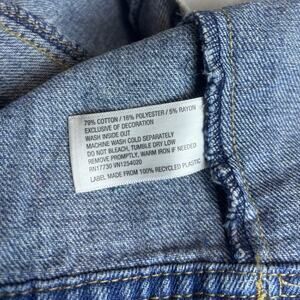 79% COTTON / 16% POLYESTER / 5% RAYON
EXCLUSIVE OF DECORATION
WASH INSIDE OUT
MACHINE WASH COLD SEPARATELY
DO NOT BLEACH, TUMBLE DRY LOW
REMOVE PROMPTLY, WARM IRON IF NEEDED
RN17730 VN1254020
LABEL MADE FROM 100% RECYCLED PLASTIC